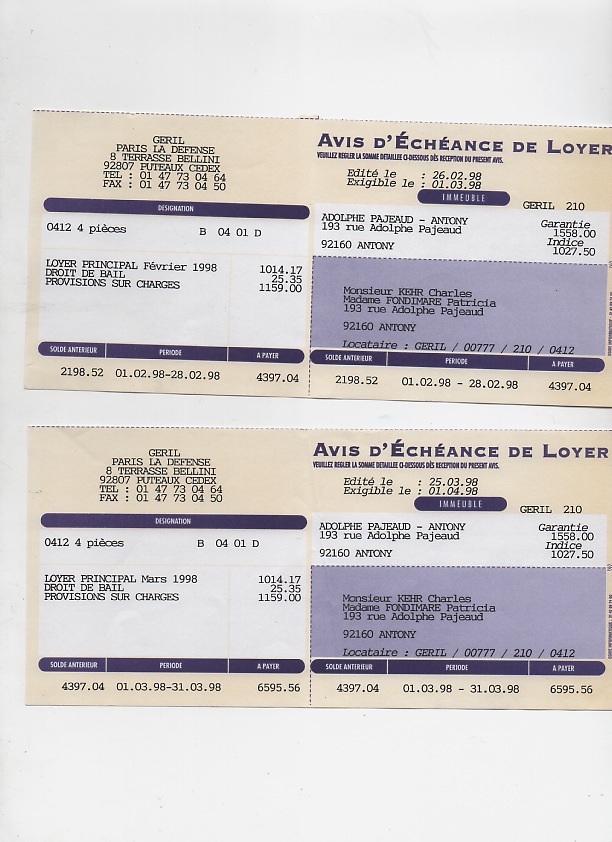 GERIL
PARIS LA DEFENSE
8 TERRASSE BELLINI
92807 PUTEAUX CEDEX
TEL : 01 47 73 04 64
FAX : 01 47 73 04 50
DESIGNATION
0412 4 pièces B 04 01 D
LOYER PRINCIPAL Février 1998 1014.17
DROIT DE BAIL 25.35
PROVISIONS SUR CHARGES 1159.00
SOLDE ANTERIEUR PERIODE A PAYER
2198.52 01.02.98-28.02.98 4397.04
AVIS D'ÉCHÉANCE DE LOYER
VEUILLEZ REGLER LA SOMME DETAILLEE CI-DESSOUS DÈS RECEPTION DU PRESENT AVIS.
Edité le : 26.02.98
Exigible le : 01.03.98
IMMEUBLE
GERIL 210
ADOLPHE PAJEAUD - ANTONY
193 rue Adolphe Pajeaud
92160 ANTONY
Garantie
1558.00
Indice
1027.50
Monsieur KEHR Charles
Madame FONDIMARE Patricia
193 rue Adolphe Pajeaud
92160 ANTONY
Locataire : GERIL / 00777 / 210 / 0412
SOLDE ANTERIEUR PERIODE A PAYER
2198.52 01.02.98 - 28.02.98 4397.04
GERIL
PARIS LA DEFENSE
8 TERRASSE BELLINI
92807 PUTEAUX CEDEX
TEL : 01 47 73 04 64
FAX : 01 47 73 04 50
DESIGNATION
0412 4 pièces B 04 01 D
LOYER PRINCIPAL Mars 1998 1014.17
DROIT DE BAIL 25.35
PROVISIONS SUR CHARGES 1159.00
SOLDE ANTERIEUR PERIODE A PAYER
4397.04 01.03.98-31.03.98 6595.56
AVIS D'ÉCHÉANCE DE LOYER
VEUILLEZ REGLER LA SOMME DETAILLEE CI-DESSOUS DÈS RECEPTION DU PRESENT AVIS.
Edité le : 25.03.98
Exigible le : 01.04.98
IMMEUBLE
GERIL 210
ADOLPHE PAJEAUD - ANTONY
193 rue Adolphe Pajeaud
92160 ANTONY
Garantie
1558.00
Indice
1027.50
Monsieur KEHR Charles
Madame FONDIMARE Patricia
193 rue Adolphe Pajeaud
92160 ANTONY
Locataire : GERIL / 00777 / 210 / 0412
SOLDE ANTERIEUR PERIODE A PAYER
4397.04 01.03.98 - 31.03.98 6595.56